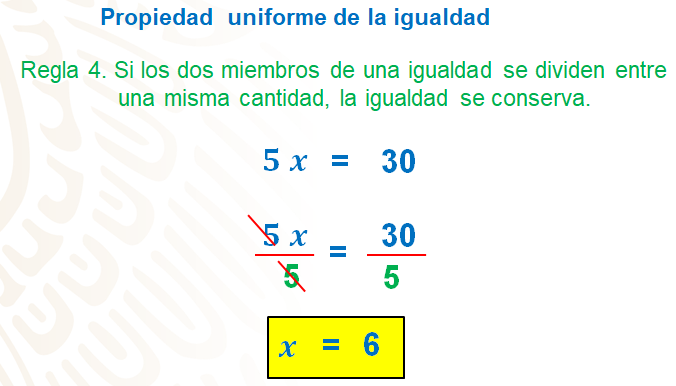 Propiedad uniforme de la igualdad
Regla 4. Si los dos miembros de una igualdad se dividen entre
una misma cantidad, la igualdad se conserva.
5 x = 30
5 x / 5 = 30 / 5
x = 6